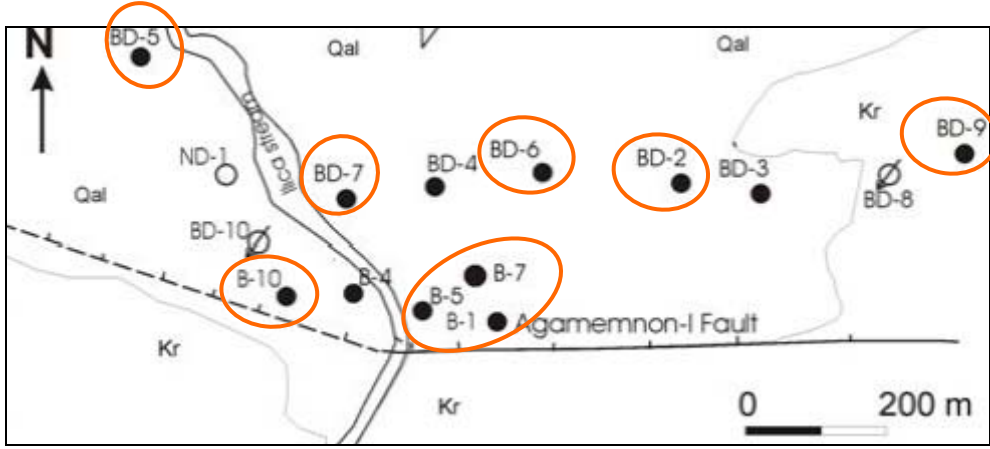 BD-5
N
Qal
Qal
Kr
BD-9
ND-1
Ilica stream
BD-7
BD-4
BD-6
BD-2
BD-3
BD-8
Qal
BD-10
B-10
B-4
B-5
B-7
B-1
Agamemnon-I Fault
Kr
Kr
0 200 m